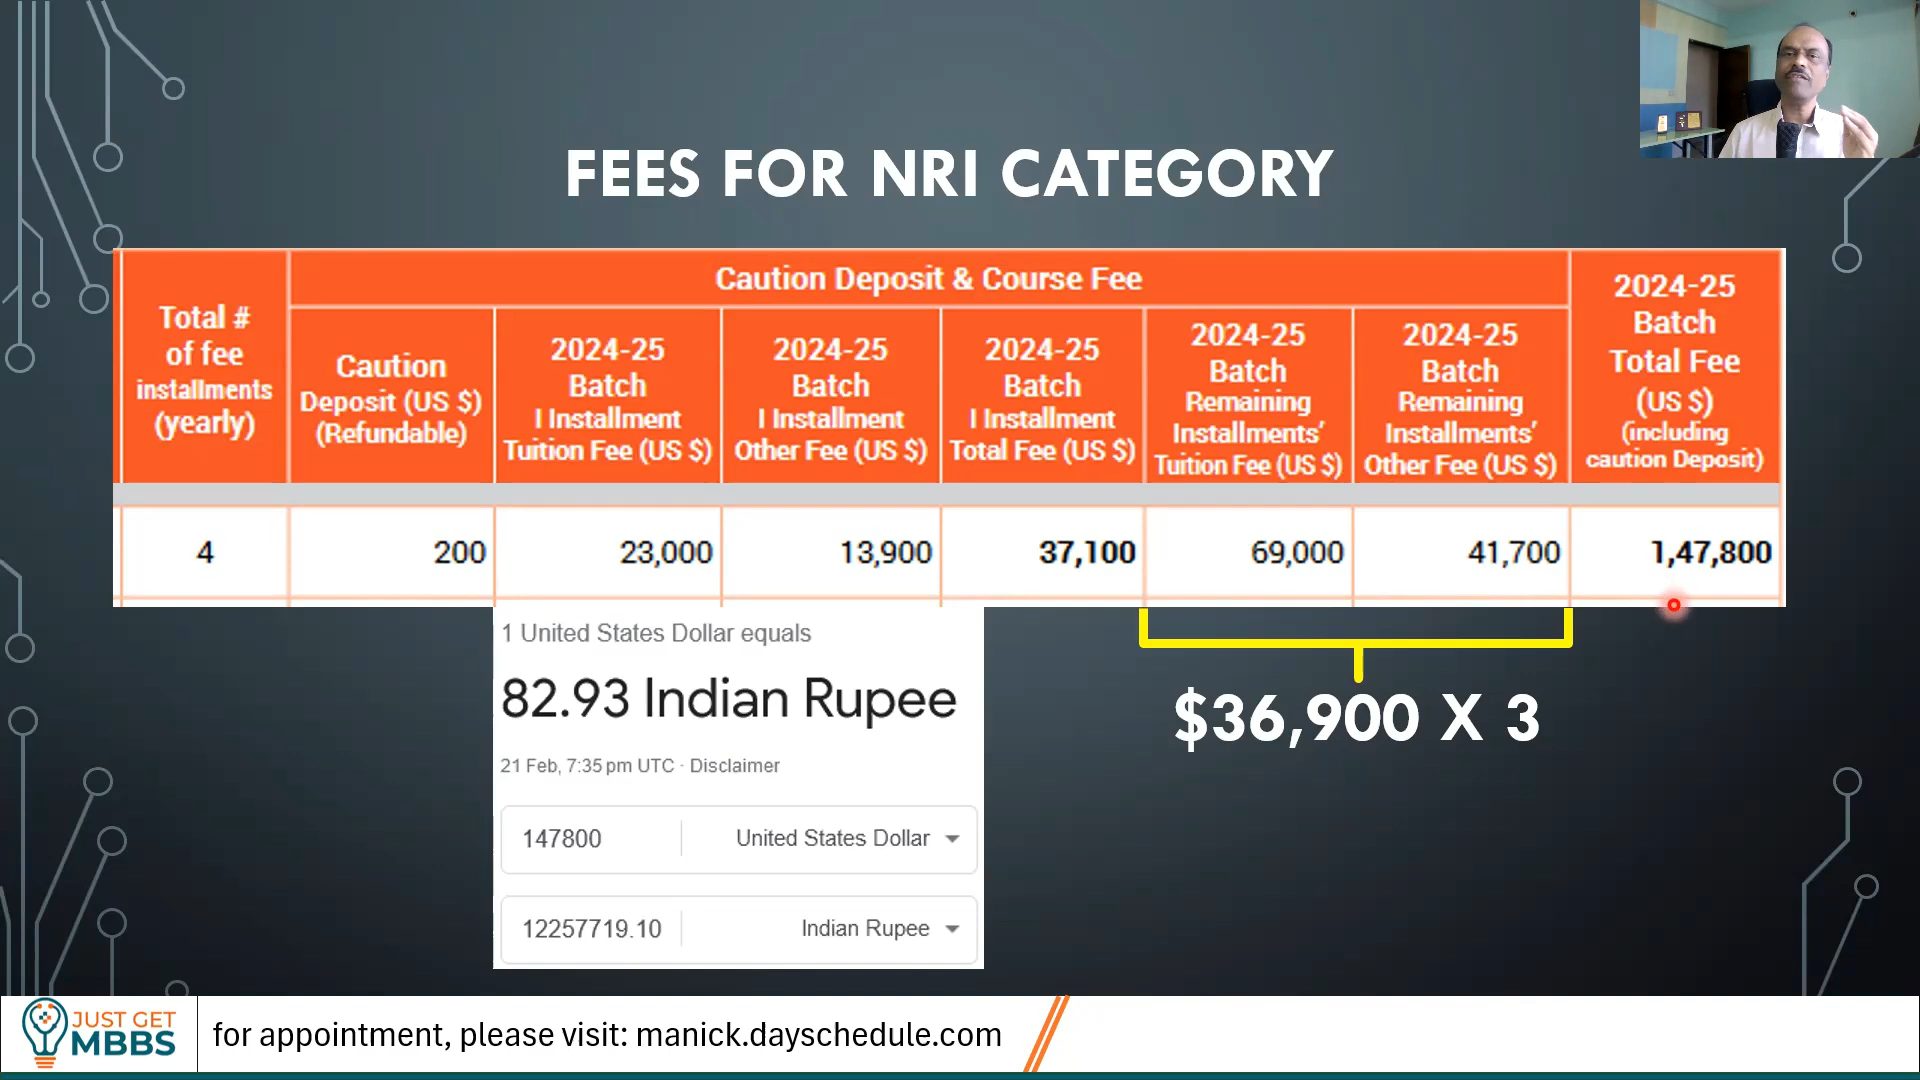 FEES FOR NRI CATEGORY
Total #
of fee
installments
(yearly)
Caution Deposit & Course Fee
Caution
Deposit (US $)
(Refundable)
2024-25
Batch
I Installment
Tuition Fee (US $)
2024-25
Batch
I Installment
Other Fee (US $)
2024-25
Batch
I Installment
Total Fee (US $)
2024-25
Batch
Remaining
Installments'
Tuition Fee (US $)
2024-25
Batch
Remaining
Installments'
Other Fee (US $)
2024-25
Batch
Total Fee
(US $)
(including
caution Deposit)
4 200 23,000 13,900 37,100 69,000 41,700 1,47,800
1 United States Dollar equals
82.93 Indian Rupee
21 Feb, 7:35 pm UTC · Disclaimer
147800 United States Dollar
12257719.10 Indian Rupee
$36,900 X 3
JUST GET
MBBS
for appointment, please visit: manick.dayschedule.com